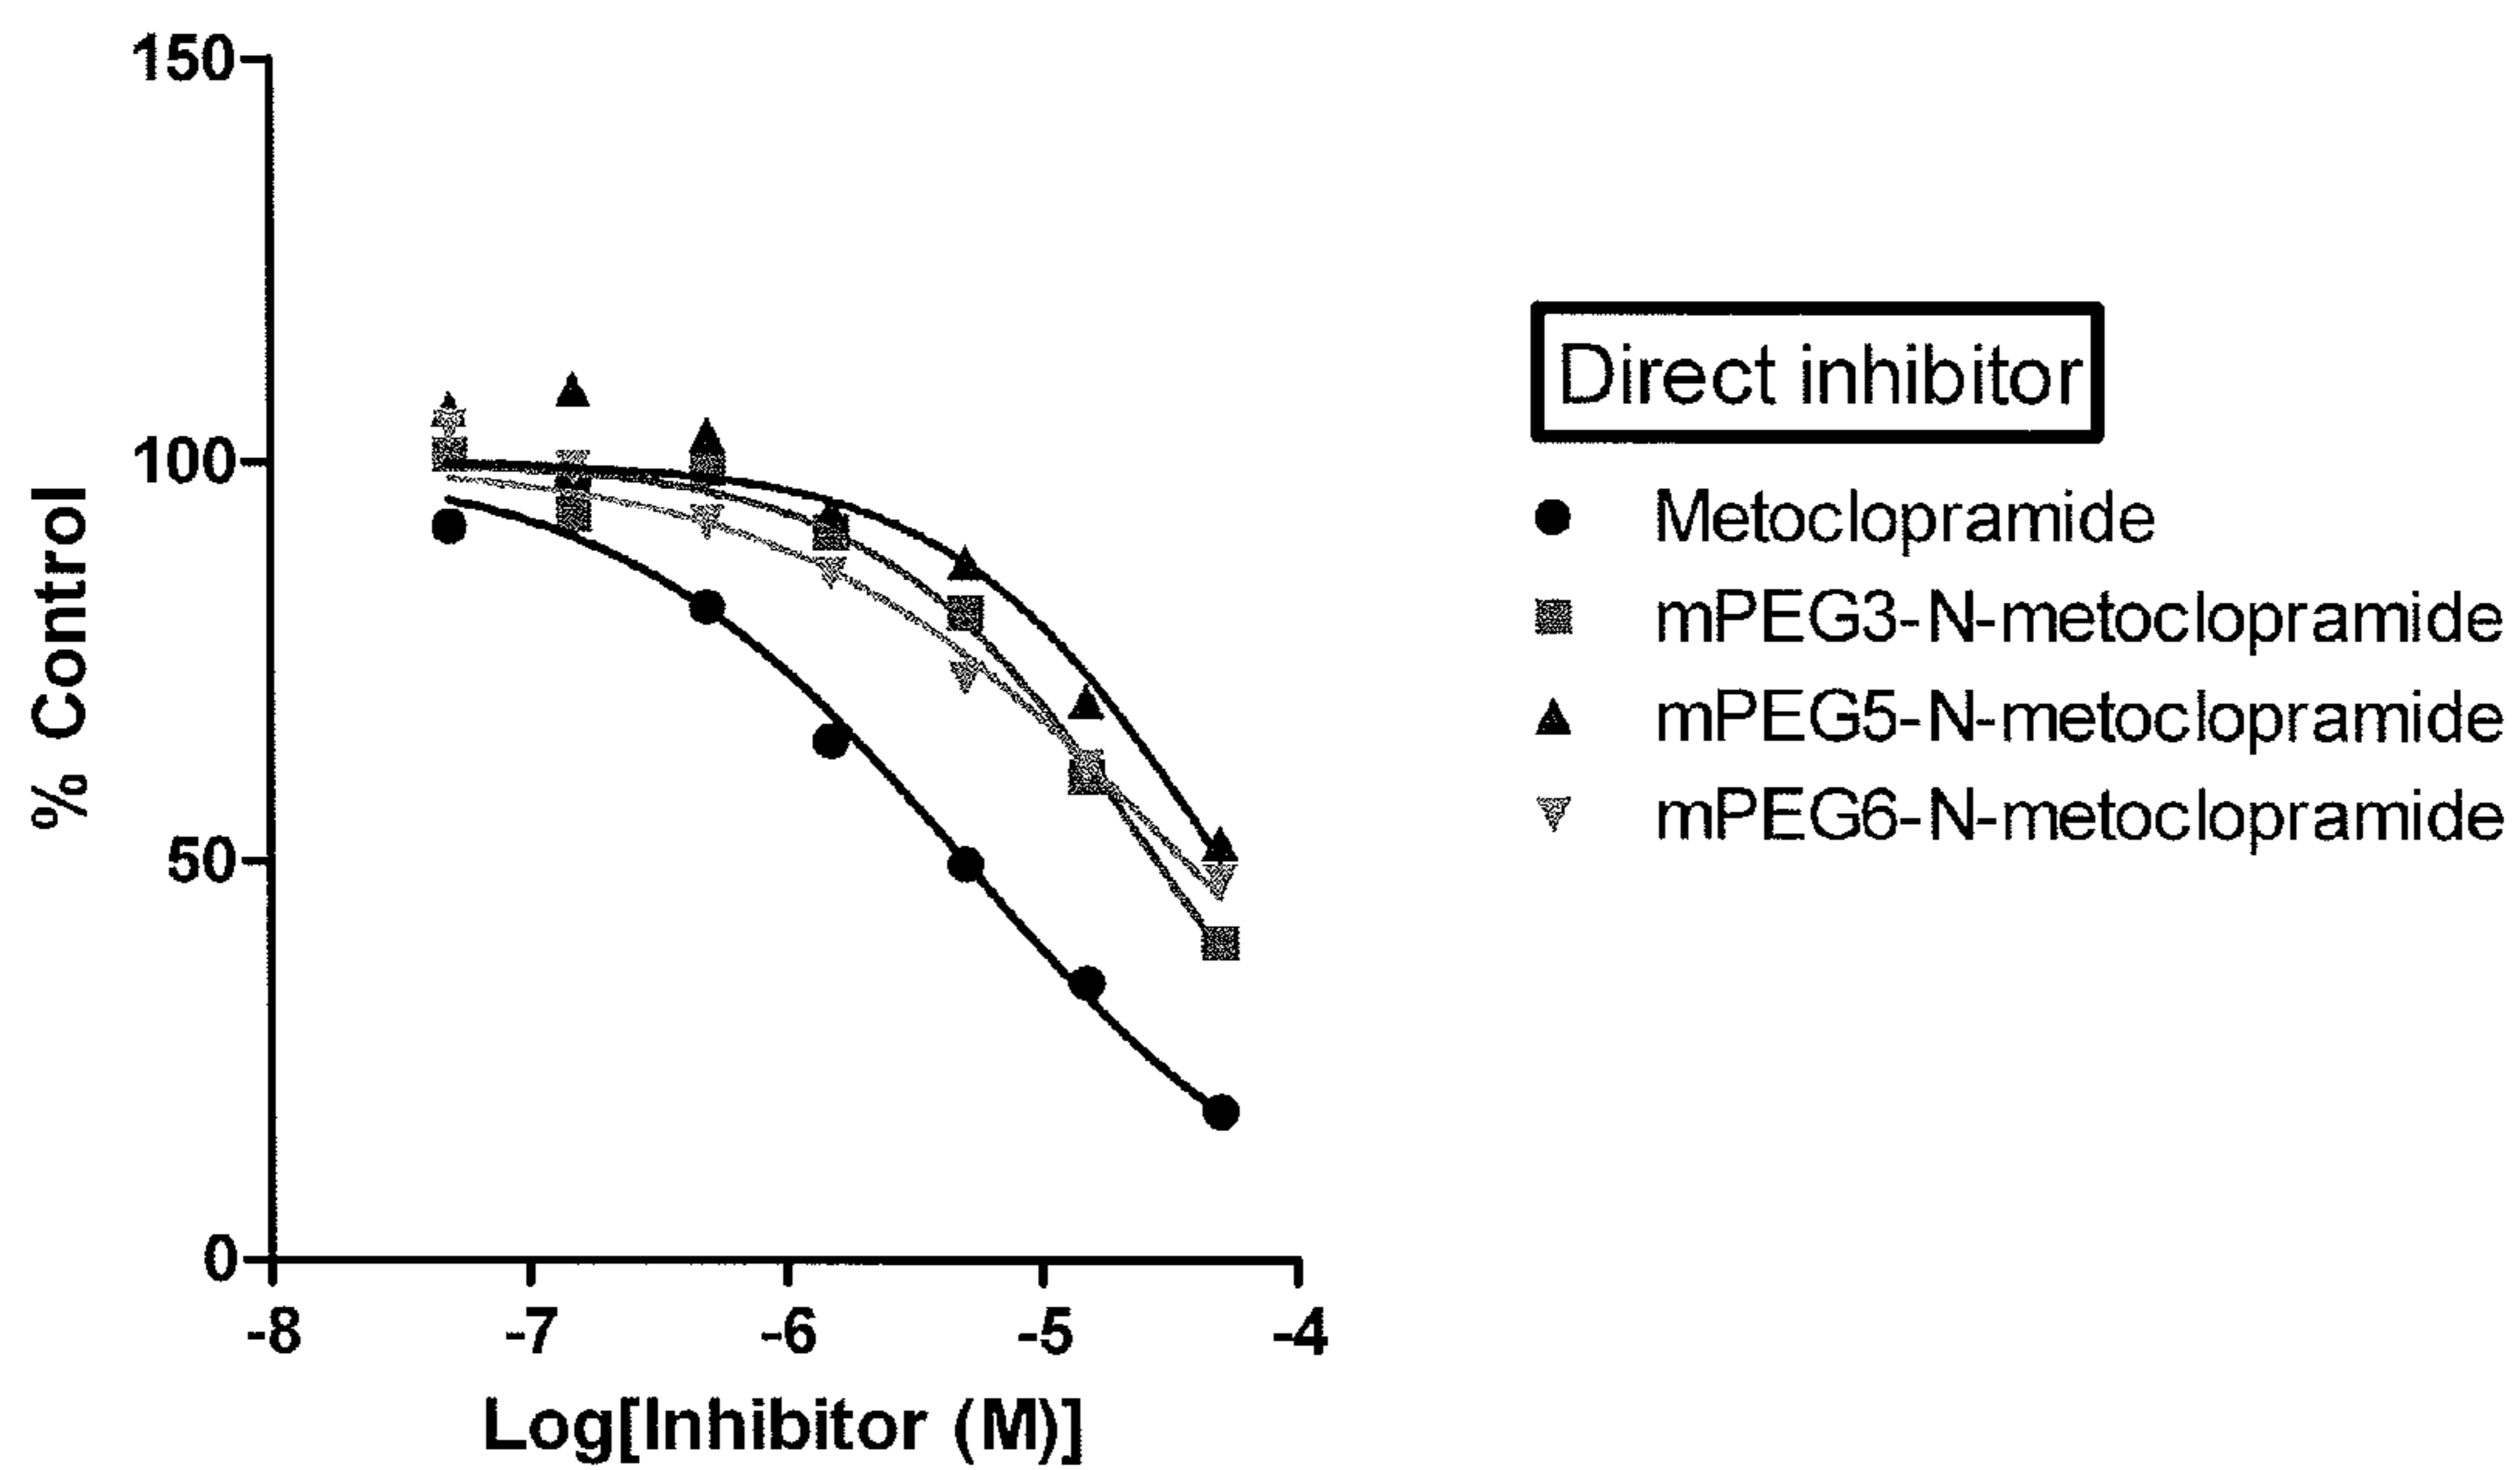 150
100
50
0
% Control
-8
-7
-6
-5
-4
Log[Inhibitor (M)]
Direct inhibitor
Metoclopramide
mPEG3-N-metoclopramide
mPEG5-N-metoclopramide
mPEG6-N-metoclopramide